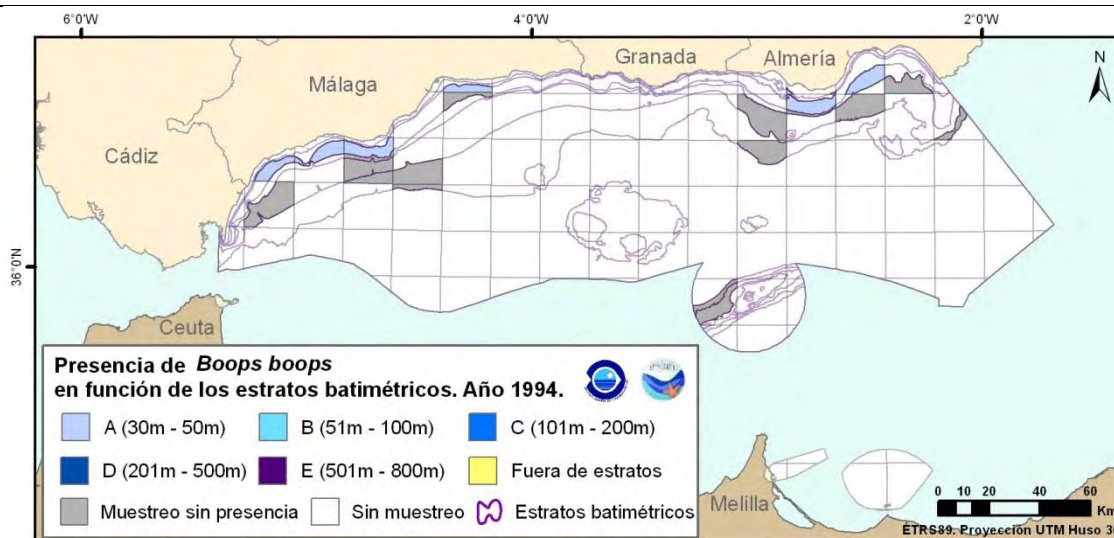 6°0'W 4°0'W 2°0'W
Granada Almería
N
Málaga
Cádiz
36°0'N
Ceuta
Presencia de Boops boops
en función de los estratos batimétricos. Año 1994.
A (30m - 50m) B (51m - 100m) C (101m - 200m)
D (201m - 500m) E (501m - 800m) Fuera de estratos
Muestreo sin presencia Sin muestreo Estratos batimétricos
Melilla
0 10 20 40 60
Km
ETRS89. Proyección UTM Huso 30